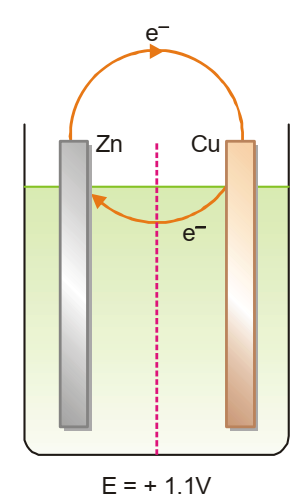 e–
Zn
Cu
e–
E = + 1.1V